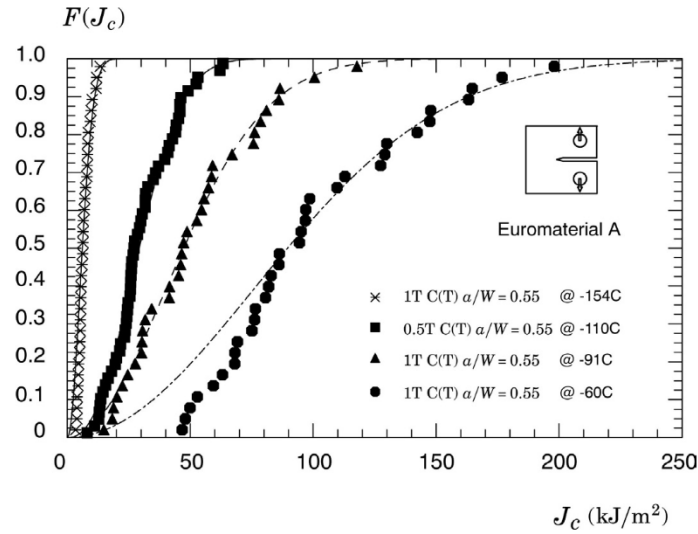 F(J_c)
1.0
0.9
0.8
0.7
0.6
0.5
0.4
0.3
0.2
0.1
0
0 50 100 150 200 250
J_c (kJ/m²)
Euromaterial A
1T C(T) a/W = 0.55 @ -154C
0.5T C(T) a/W = 0.55 @ -110C
1T C(T) a/W = 0.55 @ -91C
1T C(T) a/W = 0.55 @ -60C